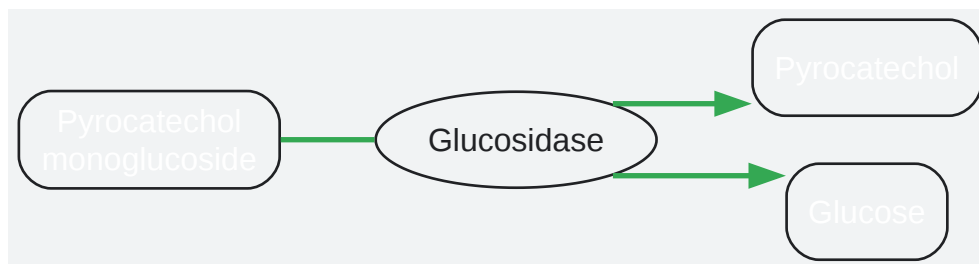 Pyrocatechol
monoglucoside
Glucosidase
Pyrocatechol
Glucose